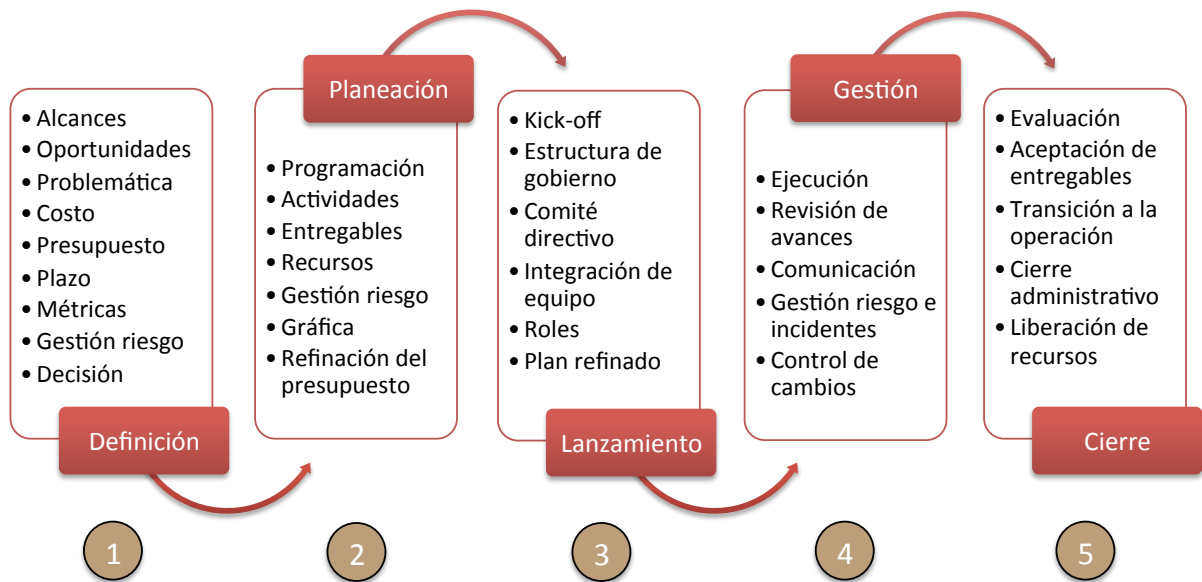 • Alcances
• Oportunidades
• Problemática
• Costo
• Presupuesto
• Plazo
• Métricas
• Gestión riesgo
• Decisión
Definición
1
Planeación
• Programación
• Actividades
• Entregables
• Recursos
• Gestión riesgo
• Gráfica
• Refinación del
presupuesto
2
• Kick-off
• Estructura de
gobierno
• Comité
directivo
• Integración de
equipo
• Roles
• Plan refinado
Lanzamiento
3
Gestión
• Ejecución
• Revisión de
avances
• Comunicación
• Gestión riesgo e
incidentes
• Control de
cambios
4
• Evaluación
• Aceptación de
entregables
• Transición a la
operación
• Cierre
administrativo
• Liberación de
recursos
Cierre
5